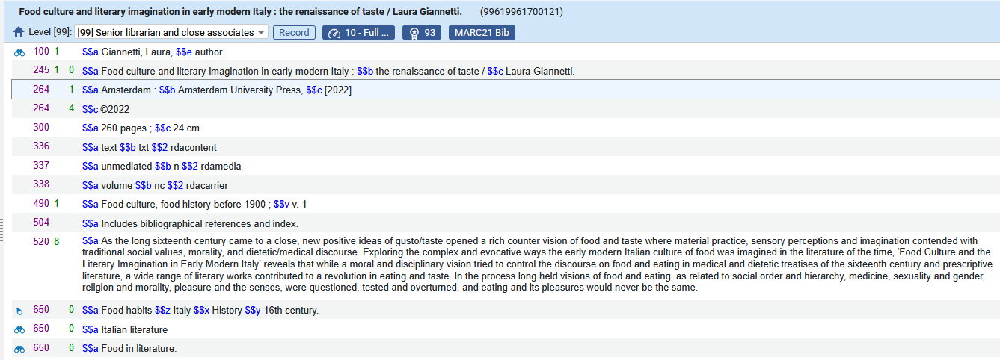 Food culture and literary imagination in early modern Italy : the renaissance of taste / Laura Giannetti. (99619961700121)
Level [99]: [99] Senior librarian and close associates Record 10 - Full ... 93 MARC21 Bib
100 1 $$a Giannetti, Laura, $$e author.
245 1 0 $$a Food culture and literary imagination in early modern Italy : $$b the renaissance of taste / $$c Laura Giannetti.
264 1 $$a Amsterdam : $$b Amsterdam University Press, $$c [2022]
264 4 $$c ©2022
300 $$a 260 pages ; $$c 24 cm.
336 $$a text $$b txt $$2 rdacontent
337 $$a unmediated $$b n $$2 rdamedia
338 $$a volume $$b nc $$2 rdacarrier
490 1 $$a Food culture, food history before 1900 ; $$v v. 1
504 $$a Includes bibliographical references and index.
520 8 $$a As the long sixteenth century came to a close, new positive ideas of gusto/taste opened a rich counter vision of food and taste where material practice, sensory perceptions and imagination contended with
traditional social values, morality, and dietetic/medical discourse. Exploring the complex and evocative ways the early modern Italian culture of food was imagined in the literature of the time, 'Food Culture and the
Literary Imagination in Early Modern Italy' reveals that while a moral and disciplinary vision tried to control the discourse on food and eating in medical and dietetic treatises of the sixteenth century and prescriptive
literature, a wide range of literary works contributed to a revolution in eating and taste. In the process long held visions of food and eating, as related to social order and hierarchy, medicine, sexuality and gender,
religion and morality, pleasure and the senses, were questioned, tested and overturned, and eating and its pleasures would never be the same.
650 0 $$a Food habits $$z Italy $$x History $$y 16th century.
650 0 $$a Italian literature
650 0 $$a Food in literature.